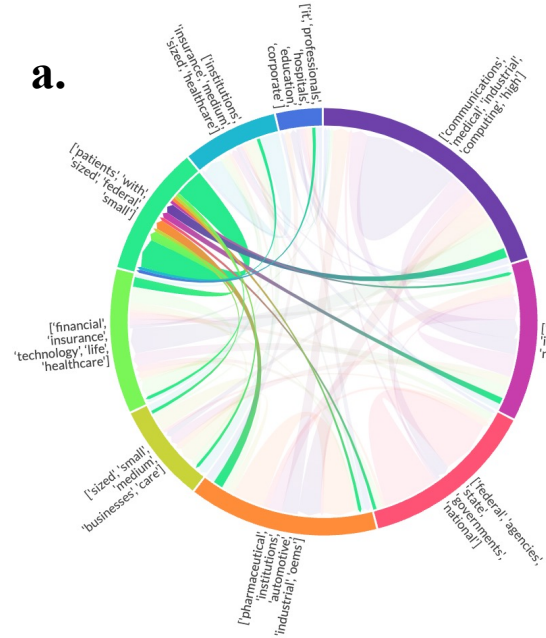 a.
['it', 'professionals',
'hospitals',
'education',
'corporate']
['communications',
'medical', 'industrial',
'computing', 'high']
['institutions',
'insurance', 'medium',
'sized', 'healthcare']
['patients', 'with',
'sized', 'federal',
'small']
['financial',
'insurance',
'technology', 'life',
'healthcare']
['sized', 'small',
'medium',
'businesses', 'care']
['pharmaceutical',
'institutions',
'automotive',
'industrial', 'oems']
['federal', 'agencies',
'state',
'governments',
'national']